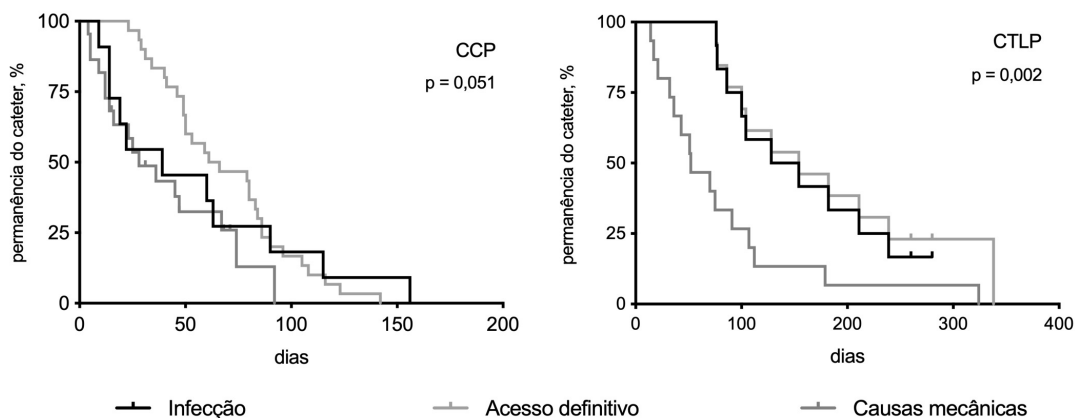 CCP
p = 0,051
permanência do cateter, %
100
75
50
25
0
0 50 100 150 200
dias
CTLP
p = 0,002
permanência do cateter, %
100
75
50
25
0
0 100 200 300 400
dias
Infecção Acesso definitivo Causas mecânicas